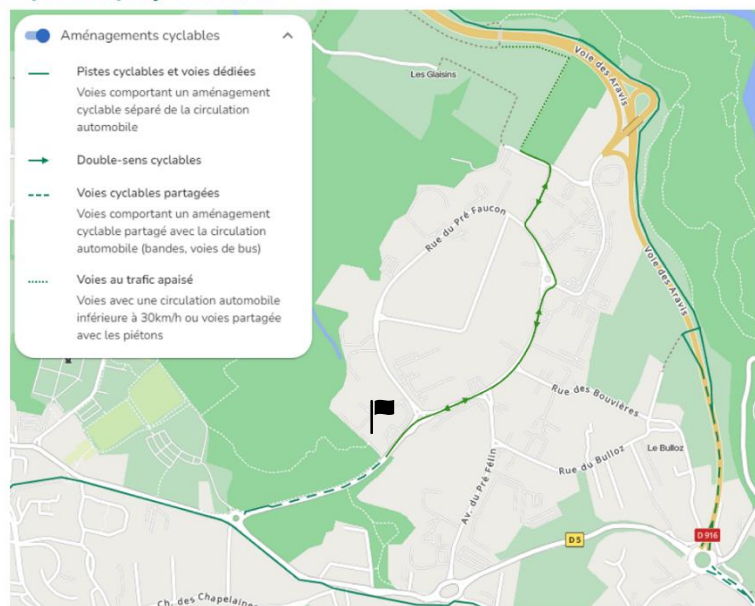 Aménagements cyclables
Pistes cyclables et voies dédiées
Voies comportant un aménagement
cyclable séparé de la circulation
automobile
Double-sens cyclables
Voies cyclables partagées
Voies comportant un aménagement
cyclable partagé avec la circulation
automobile (bandes, voies de bus)
Voies au trafic apaisé
Voies avec une circulation automobile
inférieure à 30km/h ou voies partagée
avec les piétons
Les Glaisins
Voie des Aravis
Rue du Pré Faucon
Voie des Aravis
Rue des Bouvières
Le Bulloz
Rue du Bulloz
Av. du Pré Félin
D 5
D 916
Ch. des Chapelaines